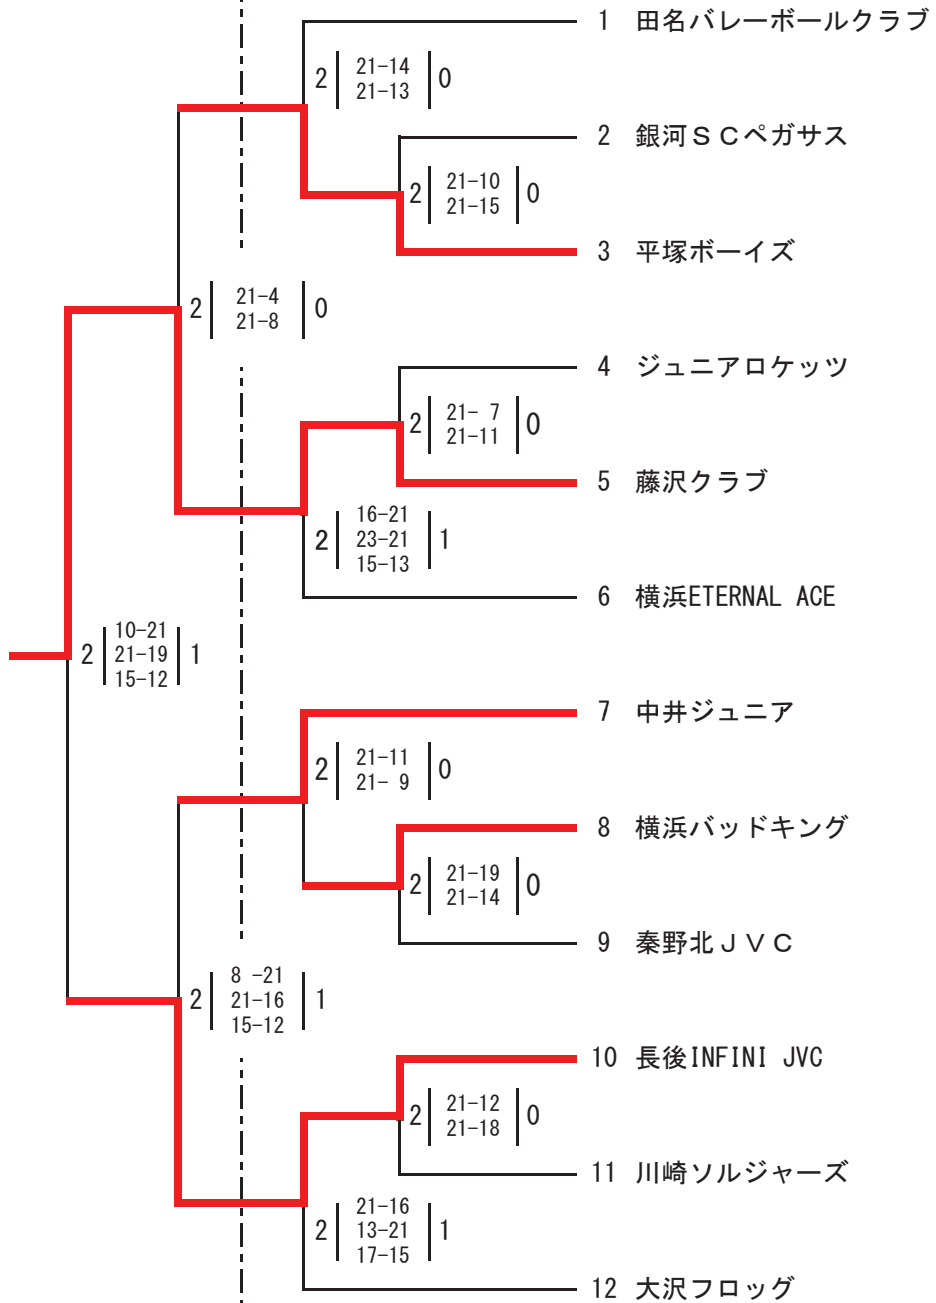 1 田名バレーボールクラブ
2 21-14 0
21-13
2 銀河ＳＣペガサス
2 21-10 0
21-15
3 平塚ボーイズ
2 21-4 0
21-8
4 ジュニアロケッツ
2 21- 7 0
21-11
5 藤沢クラブ
16-21
2 23-21 1
15-13
6 横浜ETERNAL ACE
10-21
2 21-19 1
15-12
7 中井ジュニア
2 21-11 0
21- 9
8 横浜バッドキング
2 21-19 0
21-14
9 秦野北ＪＶＣ
8 -21
2 21-16 1
15-12
10 長後INFINI JVC
2 21-12 0
21-18
11 川崎ソルジャーズ
21-16
2 13-21 1
17-15
12 大沢フロッグ